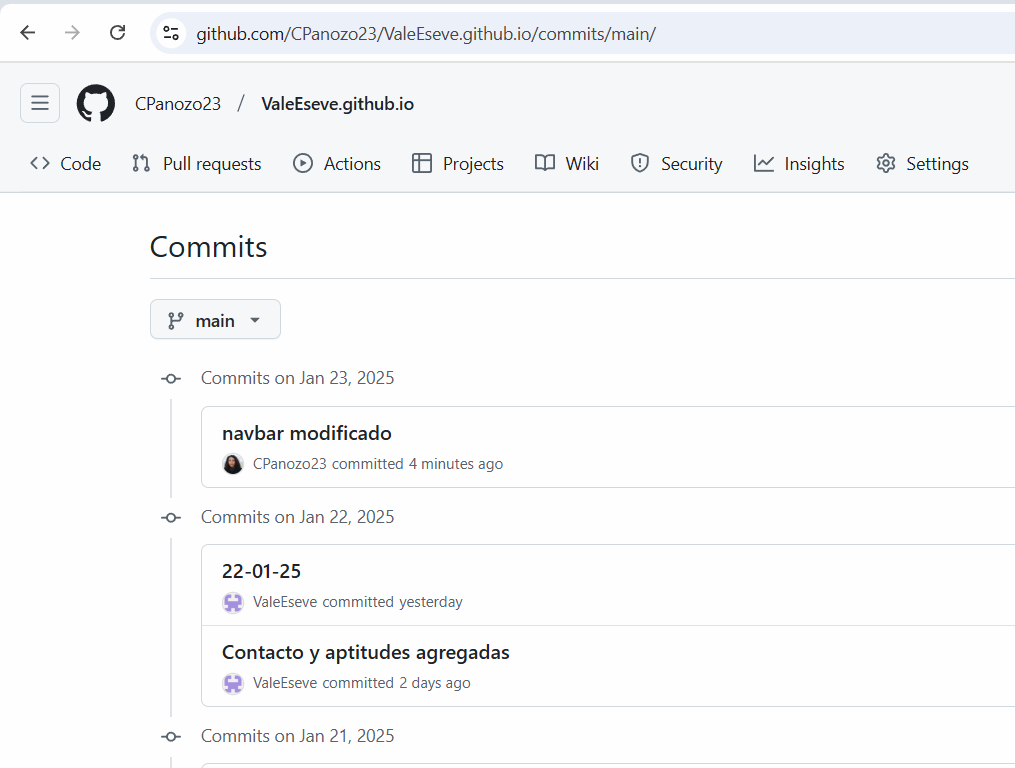 github.com/CPanozo23/ValeEseve.github.io/commits/main/
CPanozo23 / ValeEseve.github.io
Code Pull requests Actions Projects Wiki Security Insights Settings
Commits
main
Commits on Jan 23, 2025
navbar modificado
CPanozo23 committed 4 minutes ago
Commits on Jan 22, 2025
22-01-25
ValeEseve committed yesterday
Contacto y aptitudes agregadas
ValeEseve committed 2 days ago
Commits on Jan 21, 2025